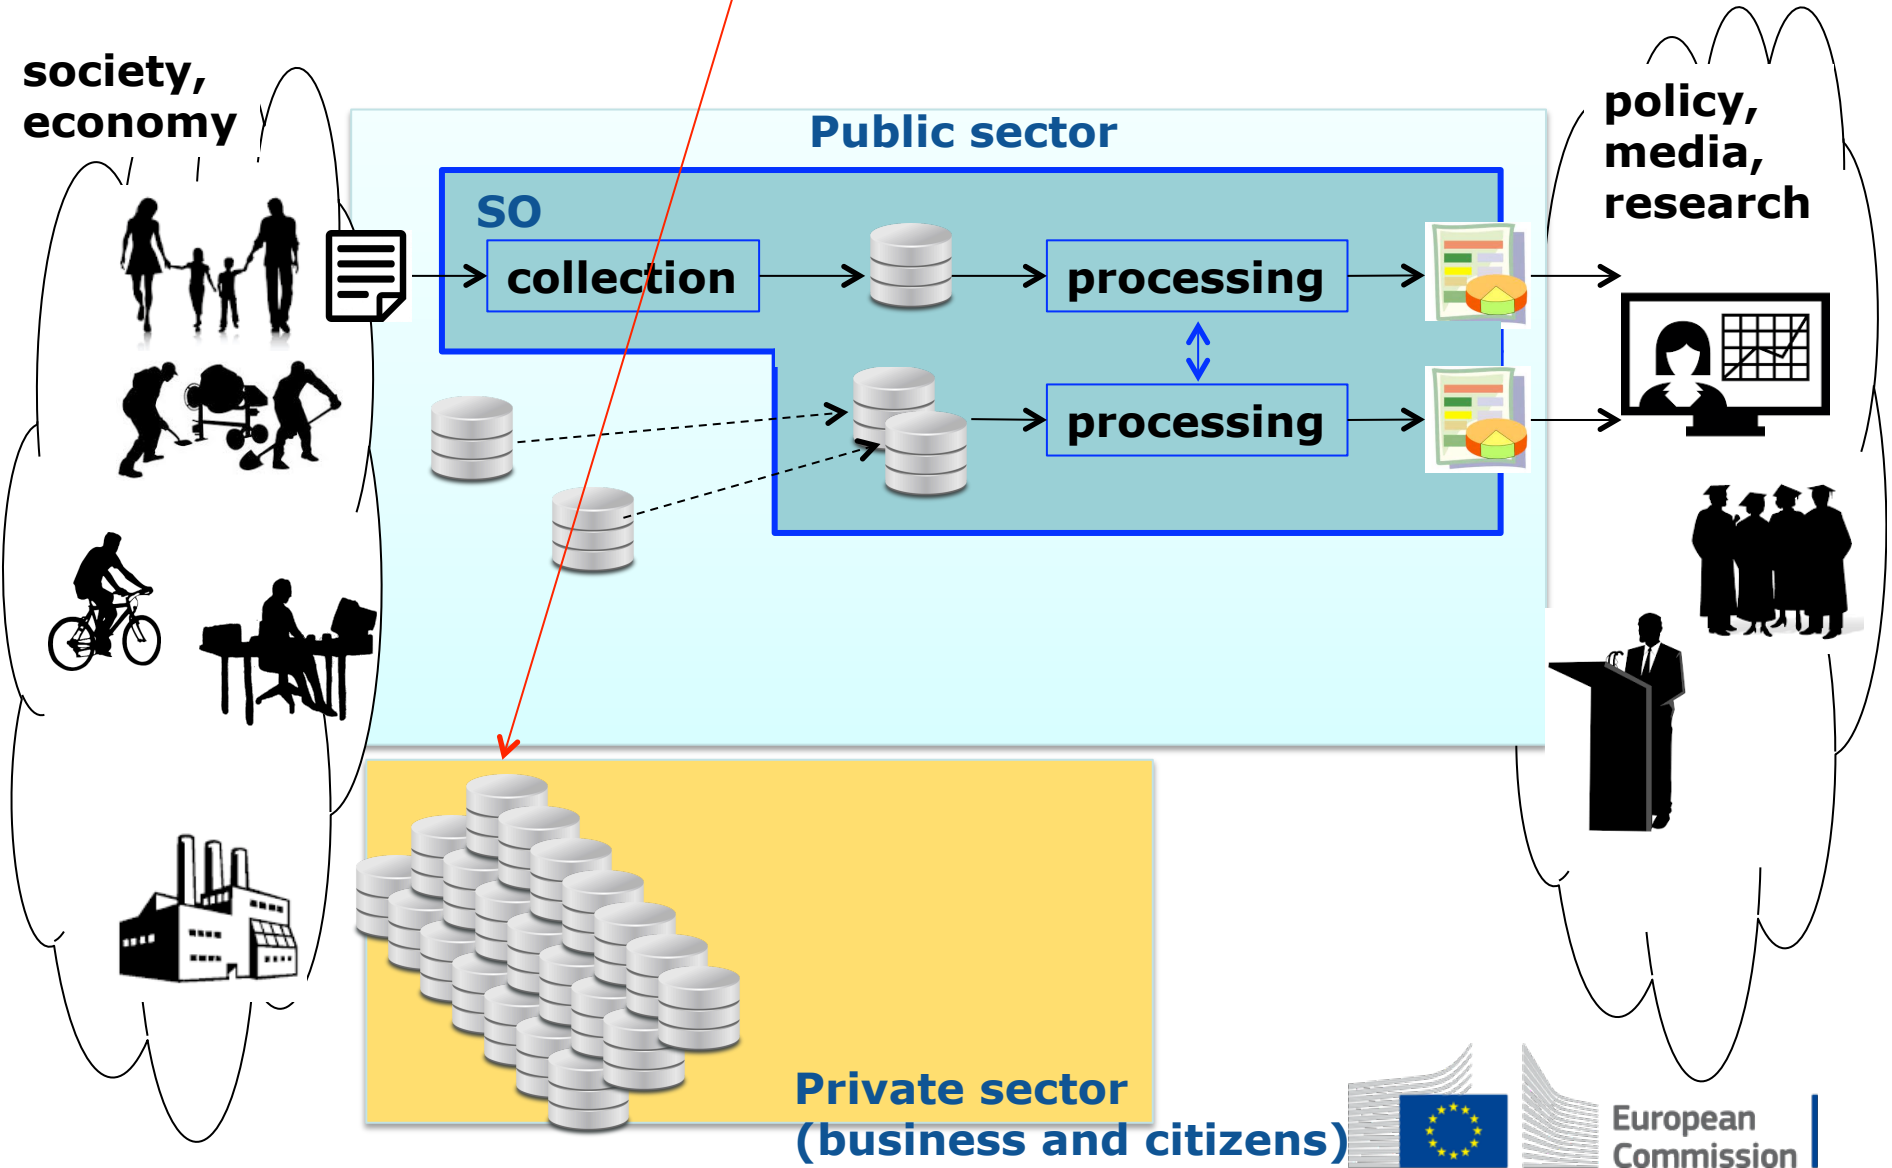 society,
economy
Public sector
policy,
media,
research
SO
collection
processing
processing
Private sector
(business and citizens)
European
Commission